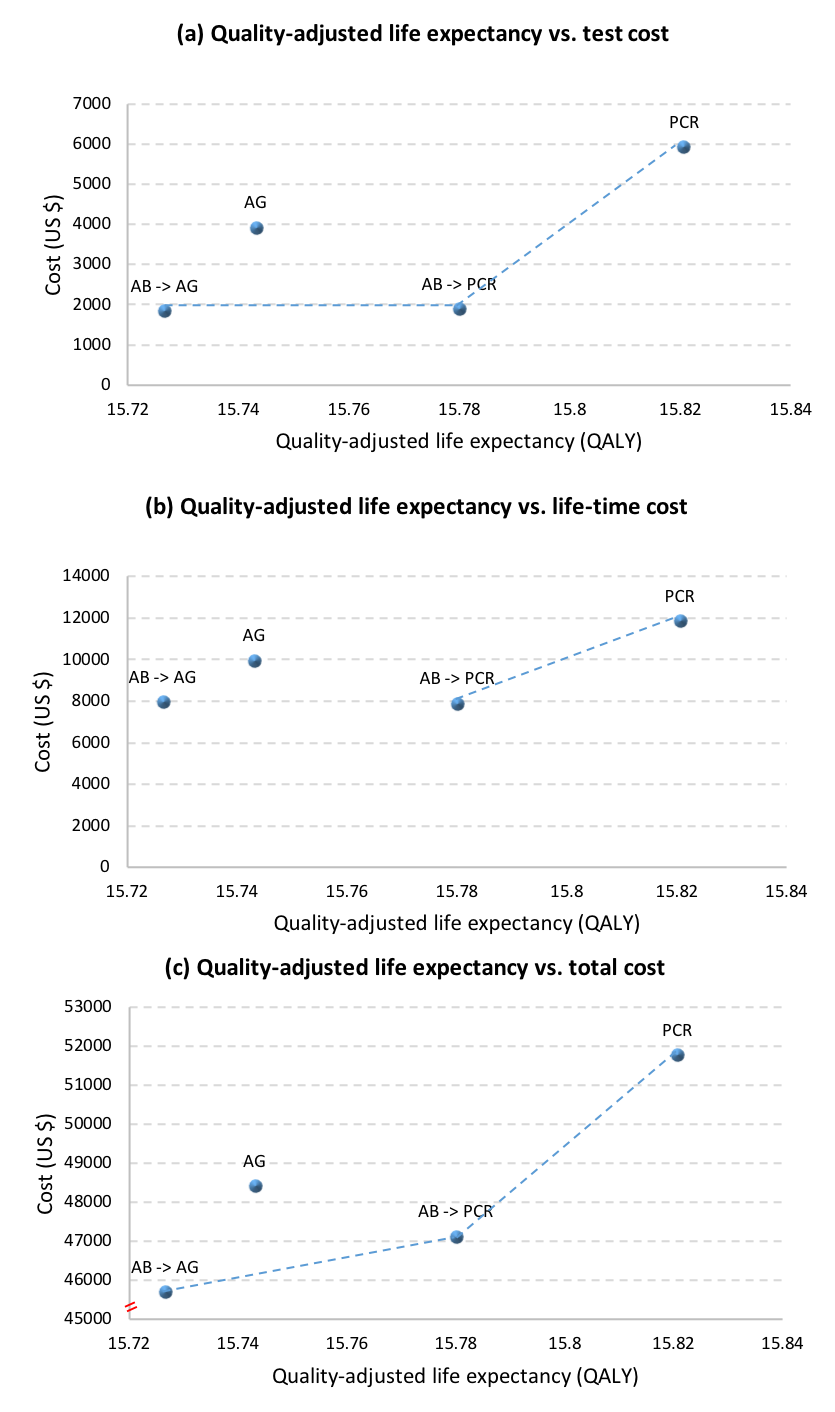 (a) Quality-adjusted life expectancy vs. test cost
7000
6000
5000
4000
3000
2000
1000
0
Cost (US $)
PCR
AG
AB -> AG
AB -> PCR
15.72 15.74 15.76 15.78 15.8 15.82 15.84
Quality-adjusted life expectancy (QALY)
(b) Quality-adjusted life expectancy vs. life-time cost
14000
12000
10000
8000
6000
4000
2000
0
Cost (US $)
PCR
AG
AB -> AG
AB -> PCR
15.72 15.74 15.76 15.78 15.8 15.82 15.84
Quality-adjusted life expectancy (QALY)
(c) Quality-adjusted life expectancy vs. total cost
53000
52000
51000
50000
49000
48000
47000
46000
45000
Cost (US $)
PCR
AG
AB -> PCR
AB -> AG
15.72 15.74 15.76 15.78 15.8 15.82 15.84
Quality-adjusted life expectancy (QALY)